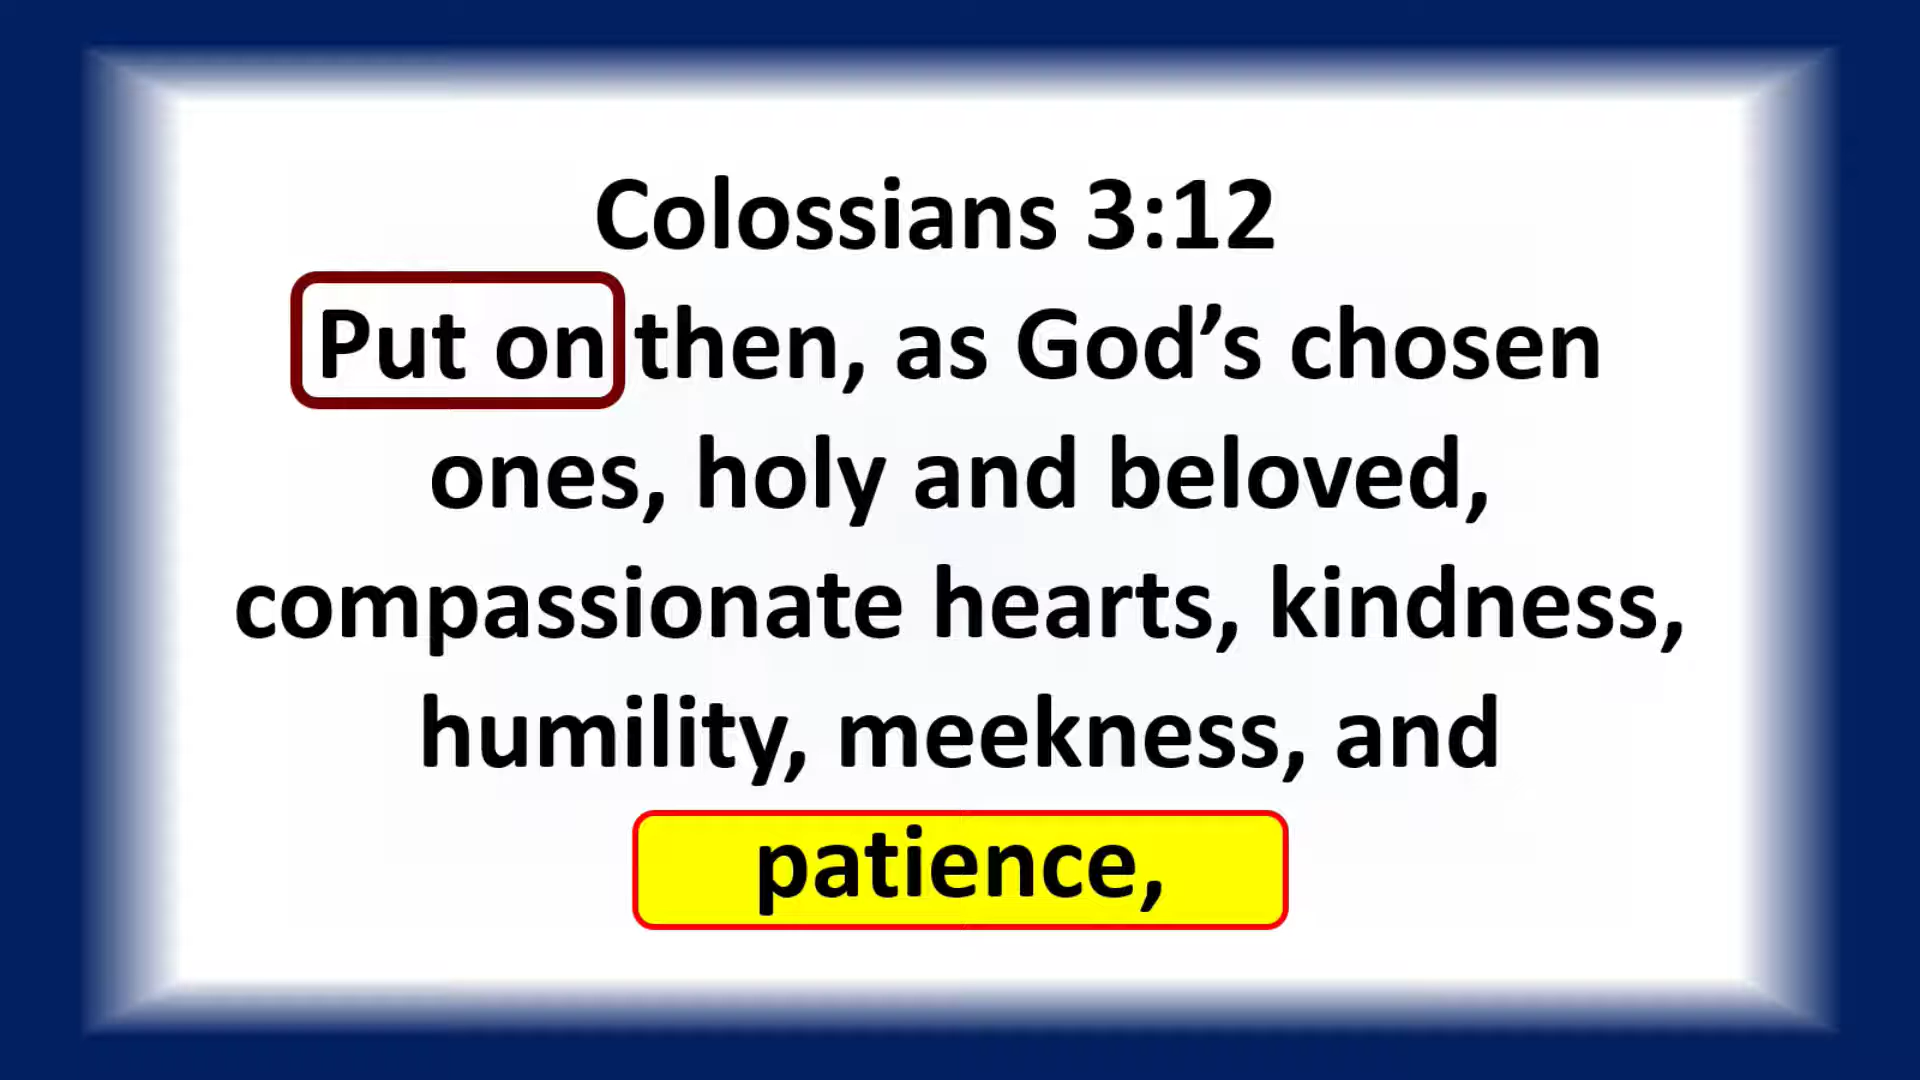 Colossians 3:12
Put on then, as God’s chosen
ones, holy and beloved,
compassionate hearts, kindness,
humility, meekness, and
patience,